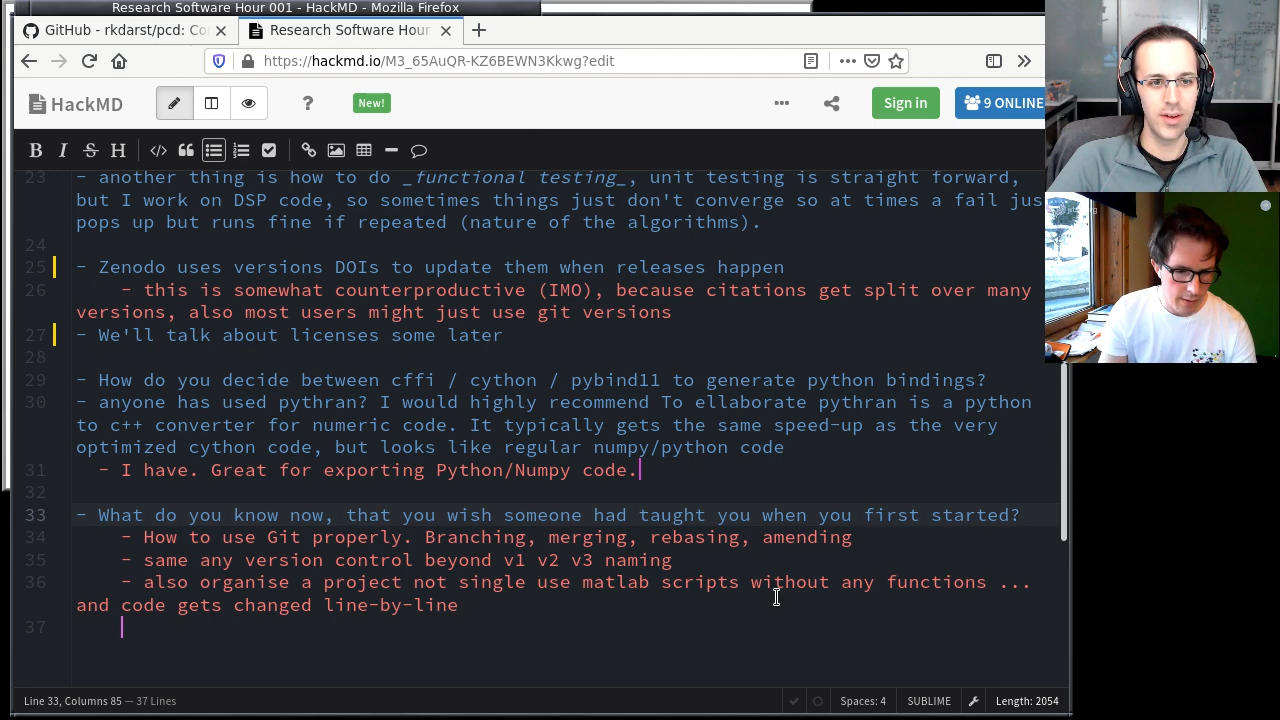 Research Software Hour 001 - HackMD - Mozilla Firefox
GitHub - rkdarst/pcd: Co
Research Software Hour
https://hackmd.io/M3_65AuQR-KZ6BEWN3Kkwg?edit
HackMD
New!
Sign in
9 ONLINE
23 - another thing is how to do _functional testing_, unit testing is straight forward,
but I work on DSP code, so sometimes things just don't converge so at times a fail jus
pops up but runs fine if repeated (nature of the algorithms).
24
25 - Zenodo uses versions DOIs to update them when releases happen
26 - this is somewhat counterproductive (IMO), because citations get split over many
versions, also most users might just use git versions
27 - We'll talk about licenses some later
28
29 - How do you decide between cffi / cython / pybind11 to generate python bindings?
30 - anyone has used pythran? I would highly recommend To ellaborate pythran is a python
to c++ converter for numeric code. It typically gets the same speed-up as the very
optimized cython code, but looks like regular numpy/python code
31 - I have. Great for exporting Python/Numpy code.
32
33 - What do you know now, that you wish someone had taught you when you first started?
34 - How to use Git properly. Branching, merging, rebasing, amending
35 - same any version control beyond v1 v2 v3 naming
36 - also organise a project not single use matlab scripts without any functions ...
and code gets changed line-by-line
37
Line 33, Columns 85 — 37 Lines
Spaces: 4
SUBLIME
Length: 2054